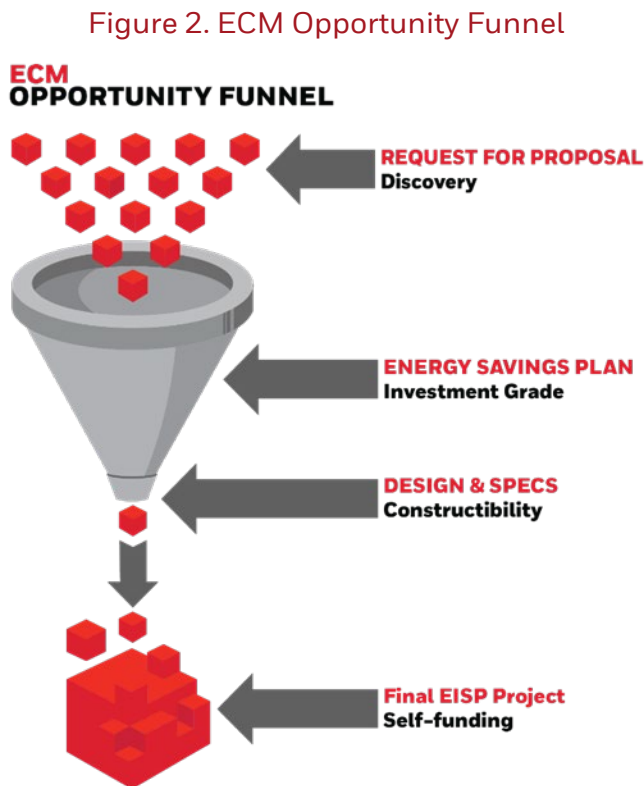 Figure 2. ECM Opportunity Funnel
ECM
OPPORTUNITY FUNNEL
REQUEST FOR PROPOSAL
Discovery
ENERGY SAVINGS PLAN
Investment Grade
DESIGN & SPECS
Constructibility
Final EISP Project
Self-funding